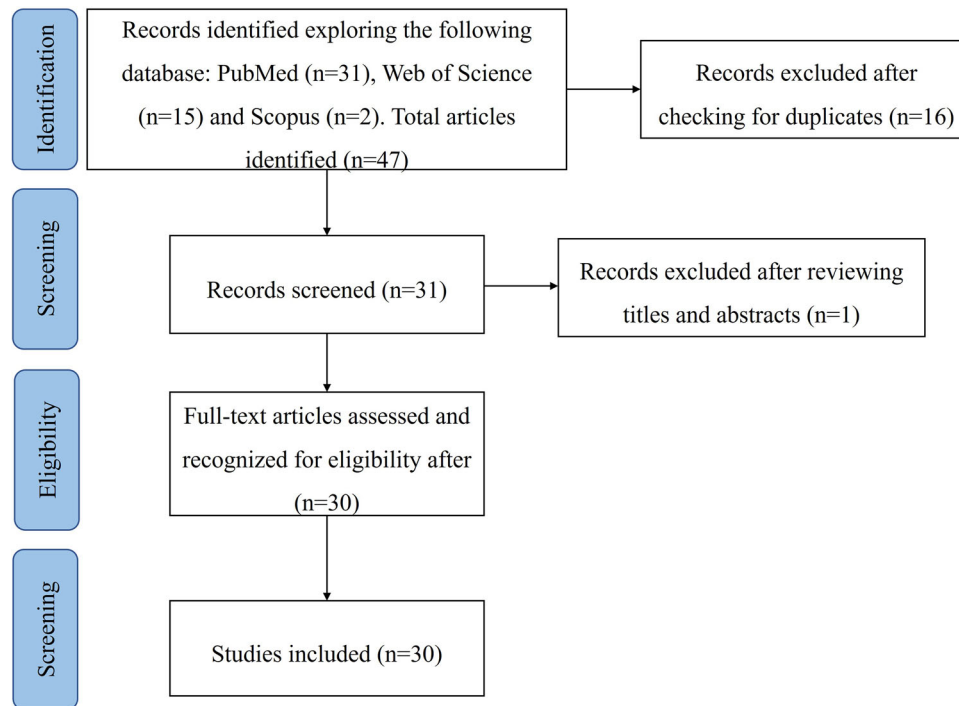 Identification
Records identified exploring the following
database: PubMed (n=31), Web of Science
(n=15) and Scopus (n=2). Total articles
identified (n=47)
Records excluded after
checking for duplicates (n=16)
Screening
Records screened (n=31)
Records excluded after reviewing
titles and abstracts (n=1)
Eligibility
Full-text articles assessed and
recognized for eligibility after
(n=30)
Screening
Studies included (n=30)